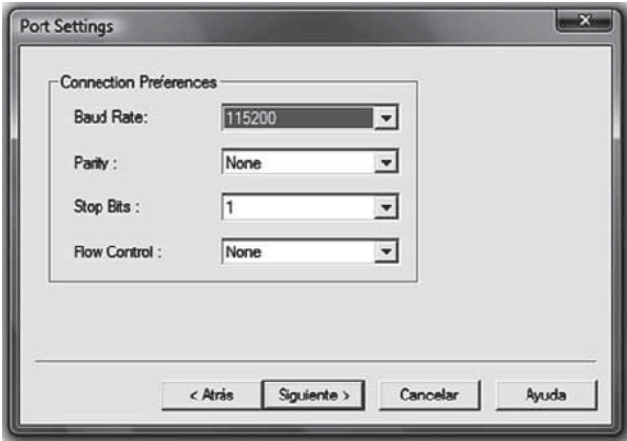 Port Settings
Connection Preferences
Baud Rate: 115200
Parity : None
Stop Bits : 1
Flow Control : None
< Atrás Siguiente > Cancelar Ayuda